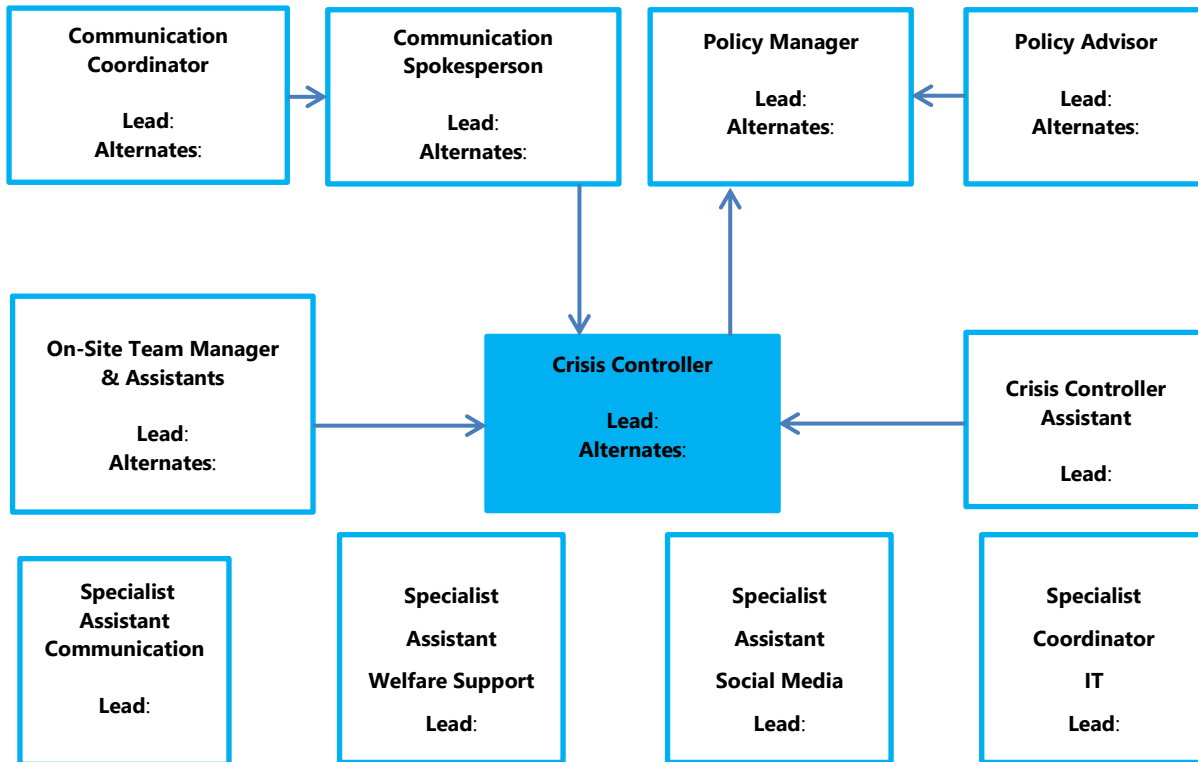 Communication
Coordinator
Lead:
Alternates:
Communication
Spokesperson
Lead:
Alternates:
Policy Manager
Lead:
Alternates:
Policy Advisor
Lead:
Alternates:
On-Site Team Manager
& Assistants
Lead:
Alternates:
Crisis Controller
Lead:
Alternates:
Crisis Controller
Assistant
Lead:
Specialist
Assistant
Communication
Lead:
Specialist
Assistant
Welfare Support
Lead:
Specialist
Assistant
Social Media
Lead:
Specialist
Coordinator
IT
Lead: